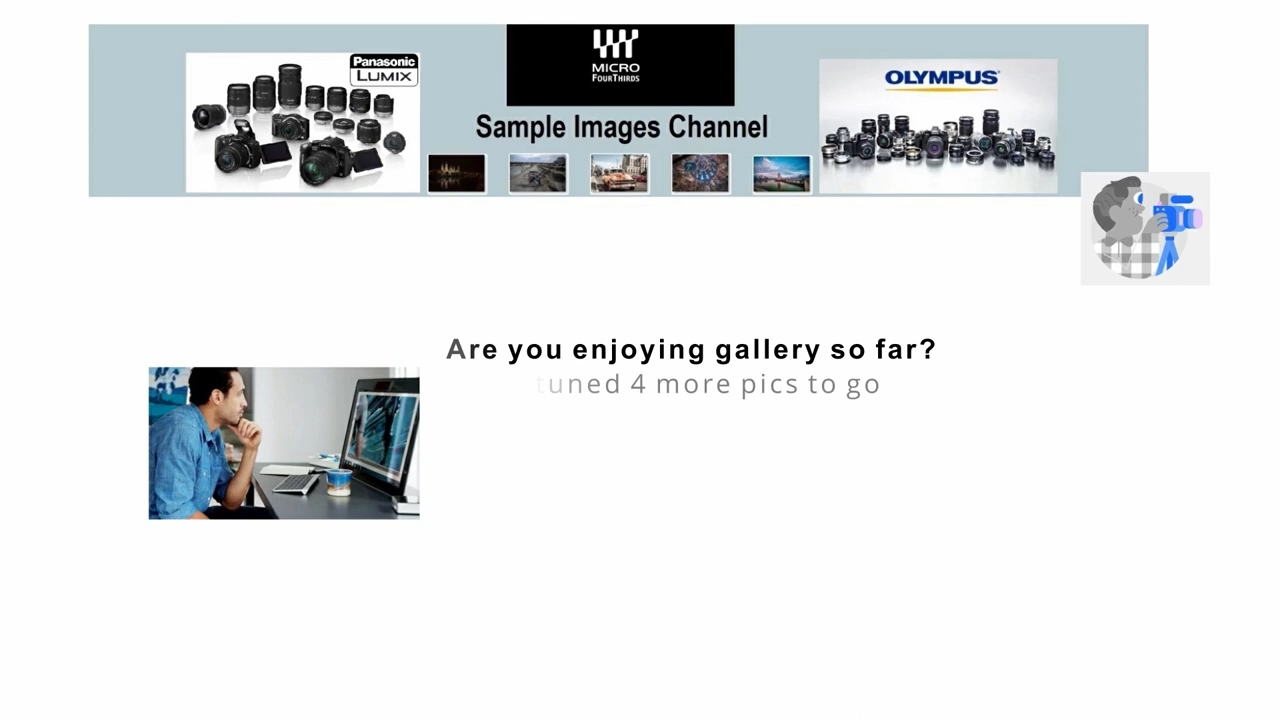 Panasonic
LUMIX
MICRO
FOURTHIRDS
OLYMPUS
Sample Images Channel
Are you enjoying gallery so far?
tuned 4 more pics to go